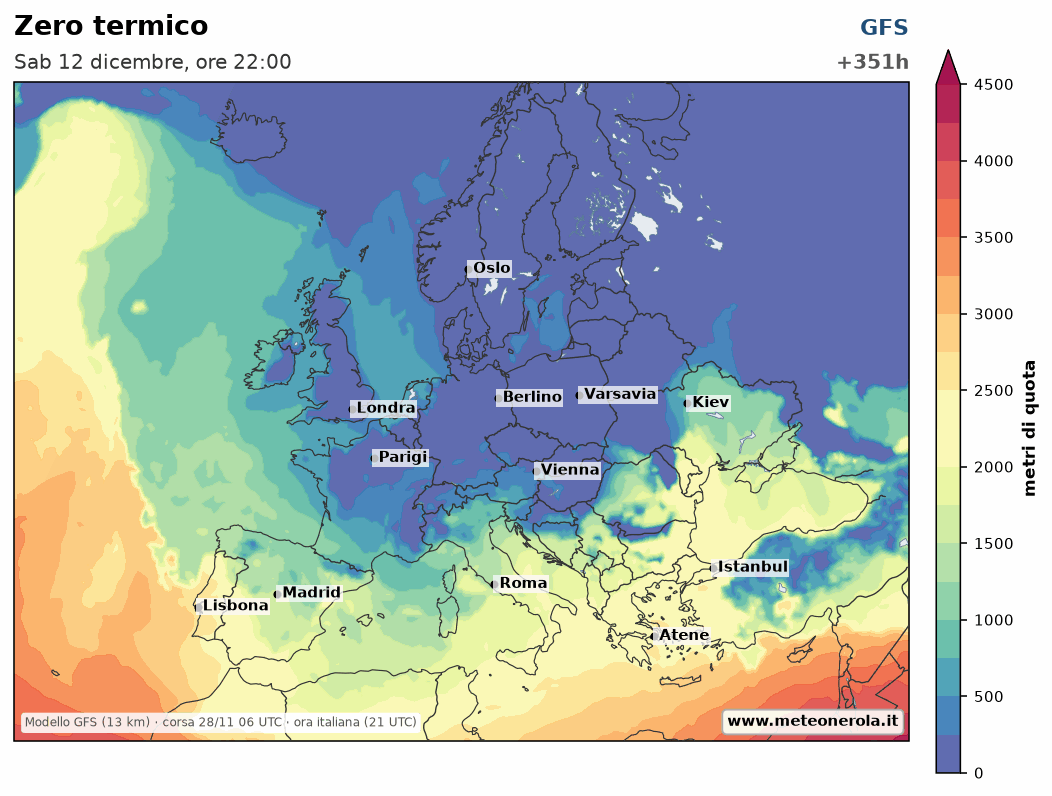 Zero termico
GFS
Sab 12 dicembre, ore 22:00
+351h
4500
4000
3500
3000
2500
2000
1500
1000
500
0
metri di quota
Oslo
Londra
Berlino
Varsavia
Kiev
Parigi
Vienna
Istanbul
Roma
Madrid
Lisbona
Atene
Modello GFS (13 km) · corsa 28/11 06 UTC · ora italiana (21 UTC)
www.meteonerola.it